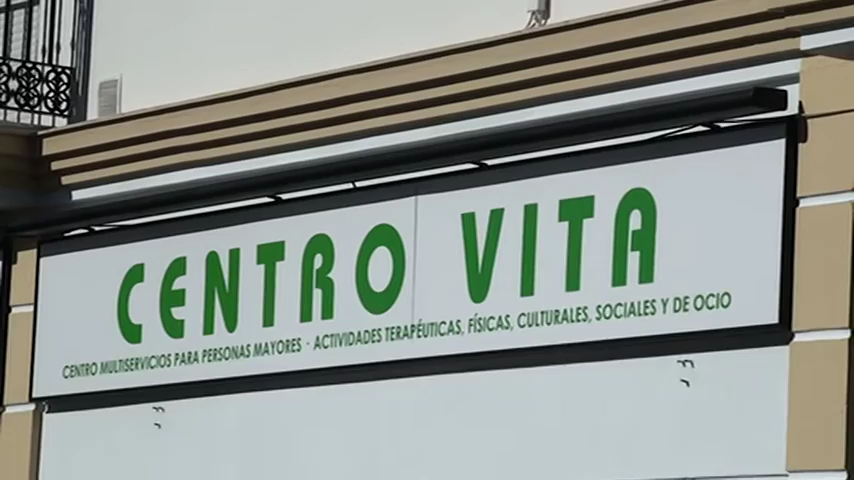 CENTRO VITA
CENTRO MULTISERVICIOS PARA PERSONAS MAYORES · ACTIVIDADES TERAPÉUTICAS, FÍSICAS, CULTURALES, SOCIALES Y DE OCIO